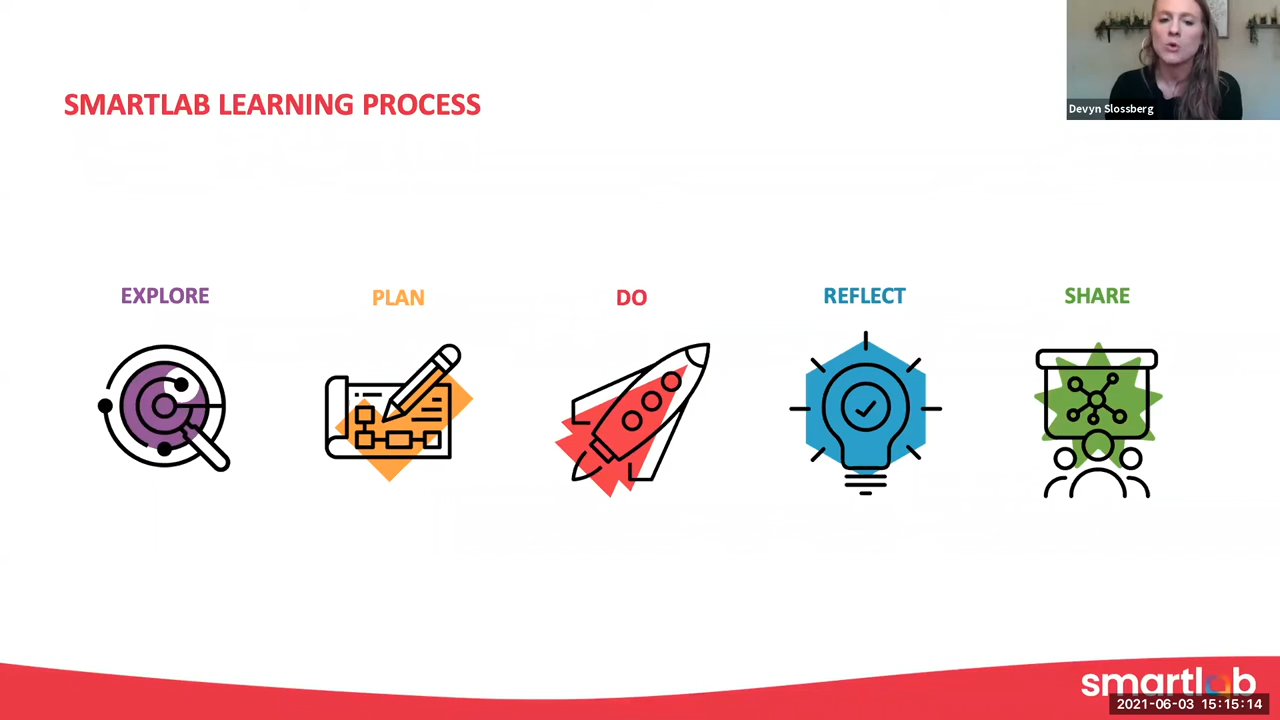 SMARTLAB LEARNING PROCESS
Devyn Slossberg
EXPLORE
PLAN
DO
REFLECT
SHARE
smartlab
2021-06-03 15:15:14